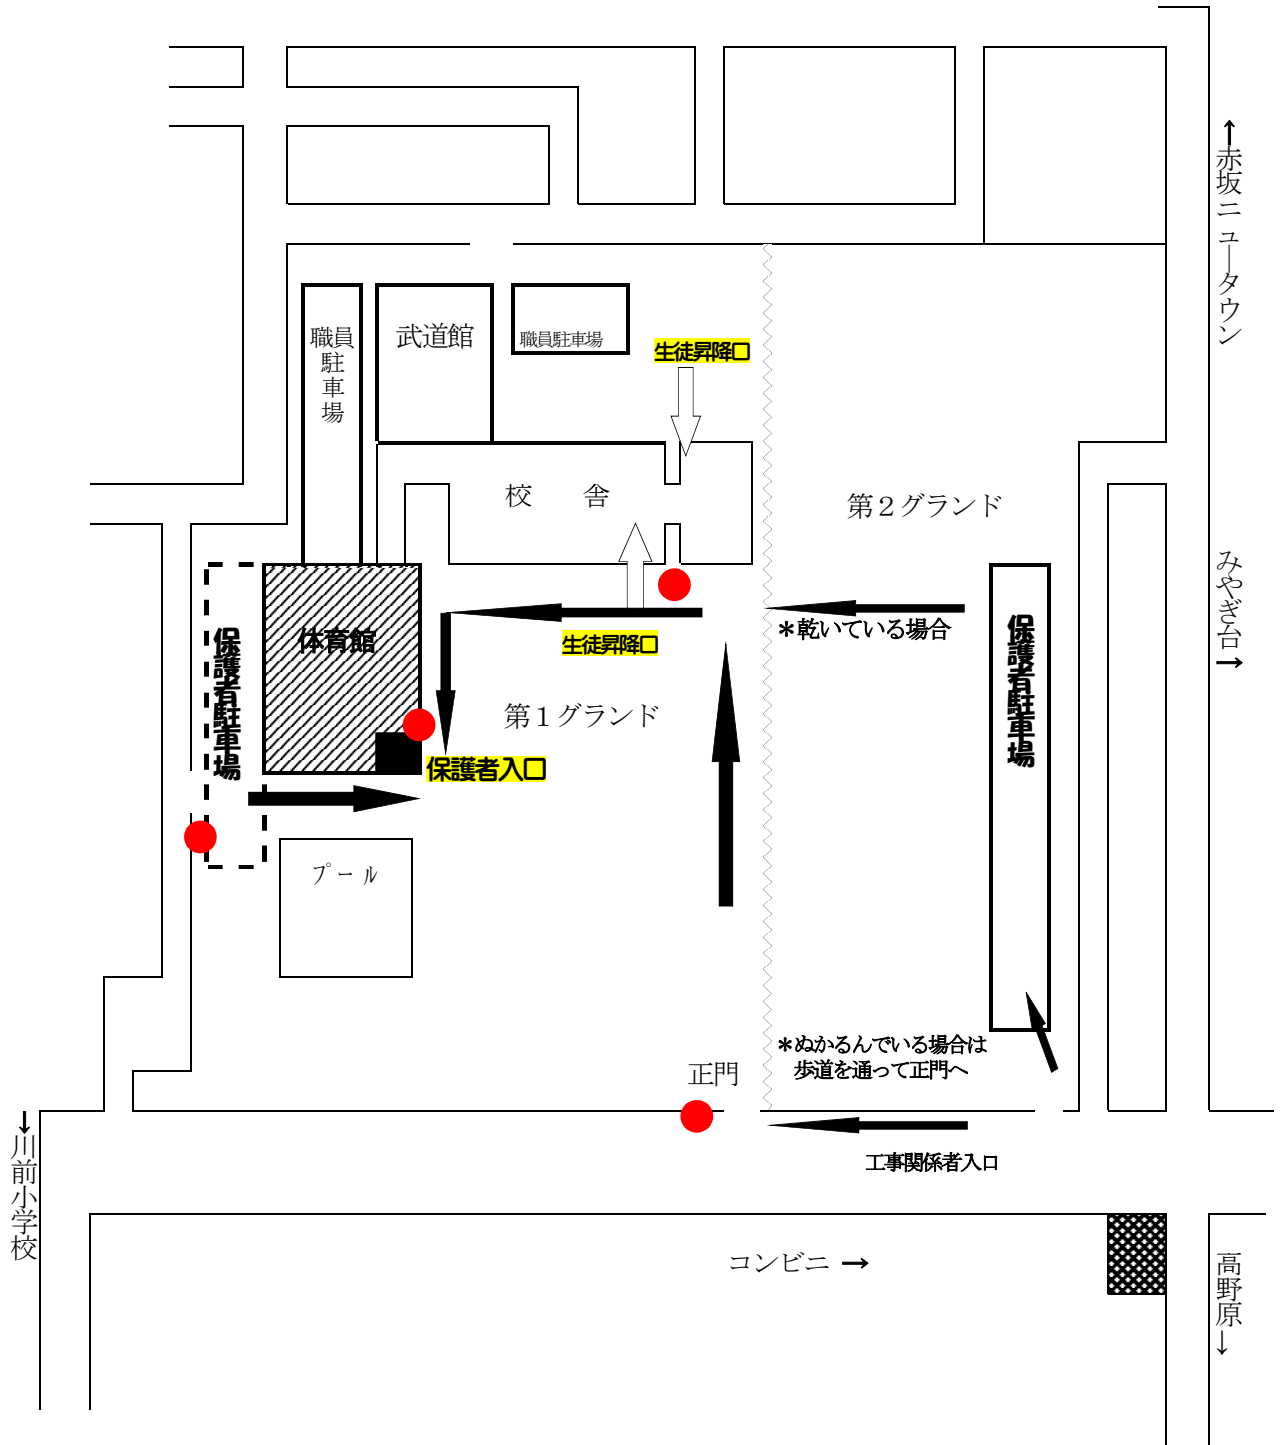 ↑赤坂ニュータウン
職員
駐車場
武道館
職員駐車場
生徒昇降口
校　舎
第２グランド
みやぎ台→
＊乾いている場合
保護者駐車場
体育館
生徒昇降口
保護者駐車場
第１グランド
保護者入口
プール
＊ぬかるんでいる場合は
歩道を通って正門へ
正門
工事関係者入口
←川前小学校
コンビニ→
高野原→